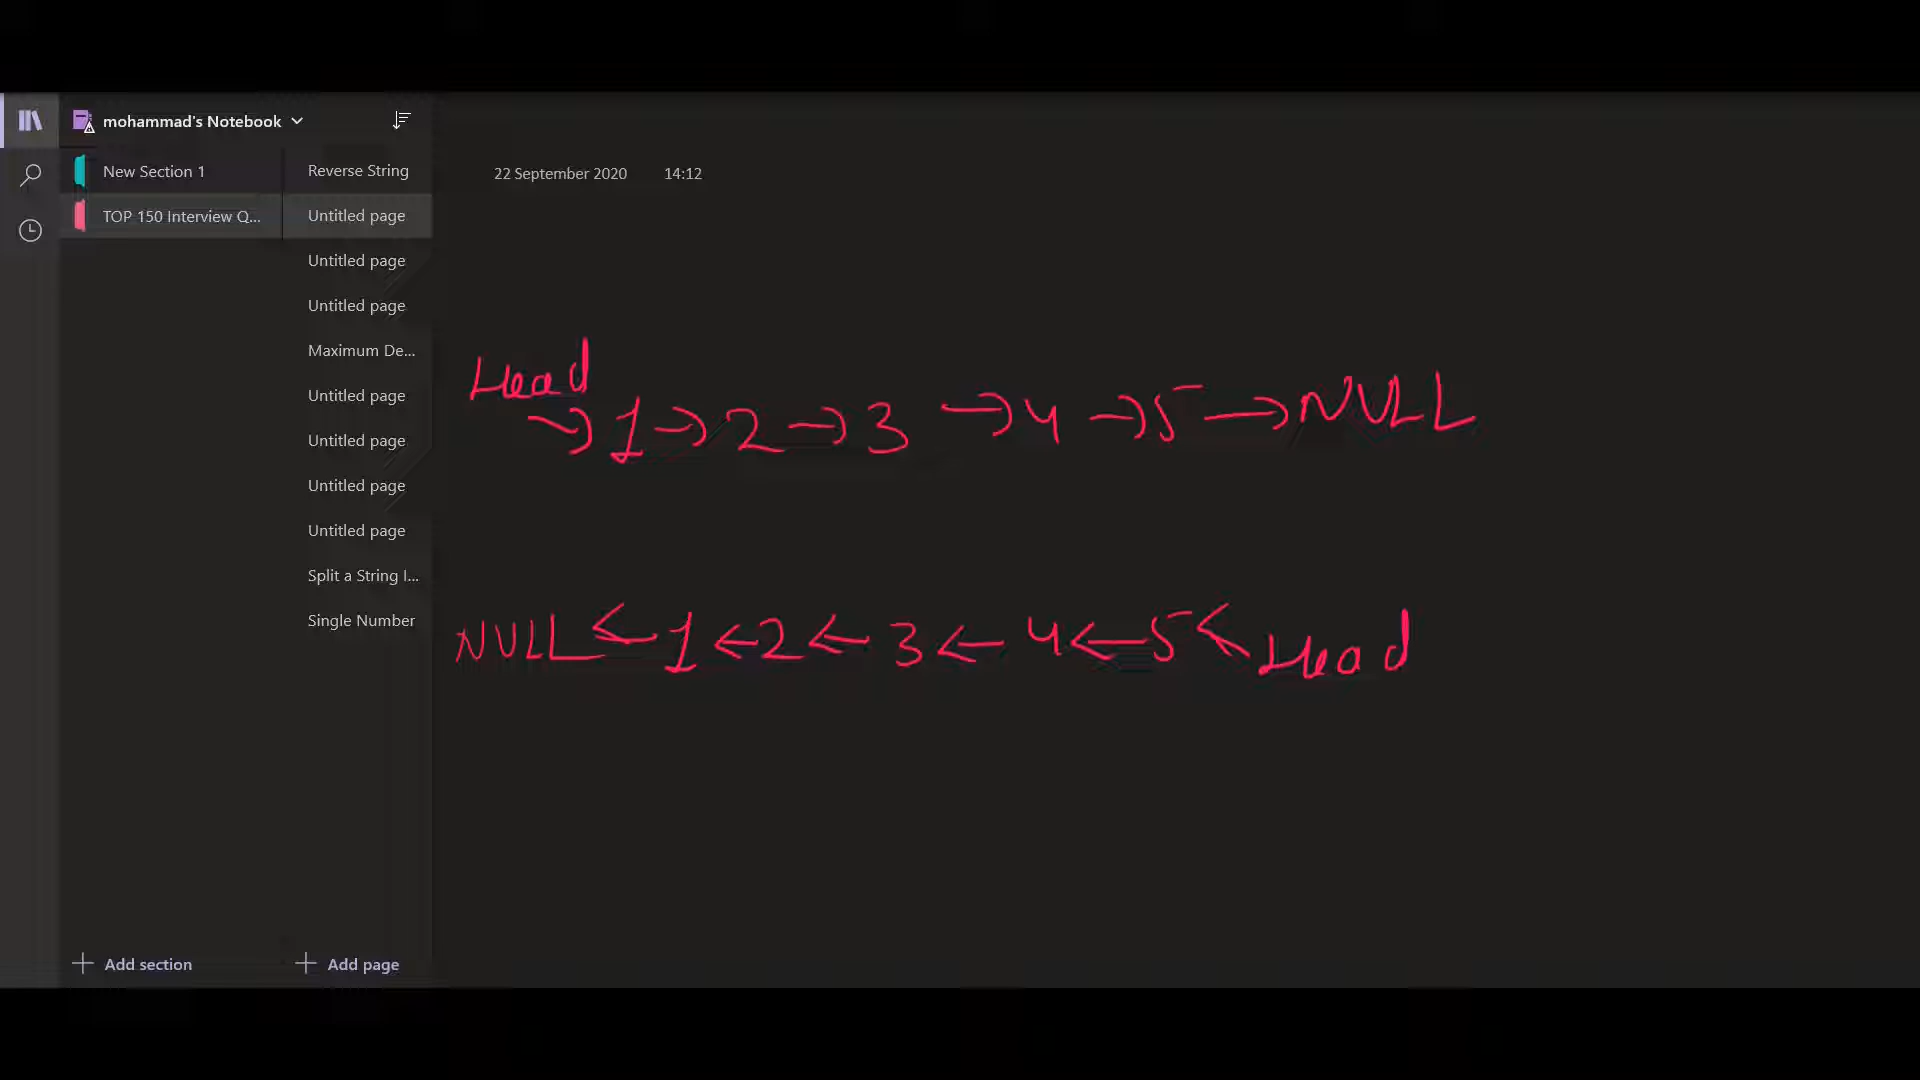 mohammad's Notebook
New Section 1
TOP 150 Interview Q...
Reverse String
Untitled page
Untitled page
Untitled page
Maximum De...
Untitled page
Untitled page
Untitled page
Untitled page
Split a String I...
Single Number
Add section
Add page
22 September 2020 14:12
Head
→ 1 → 2 → 3 → 4 → 5 → NULL
NULL ← 1 ← 2 ← 3 ← 4 ← 5 ← Head